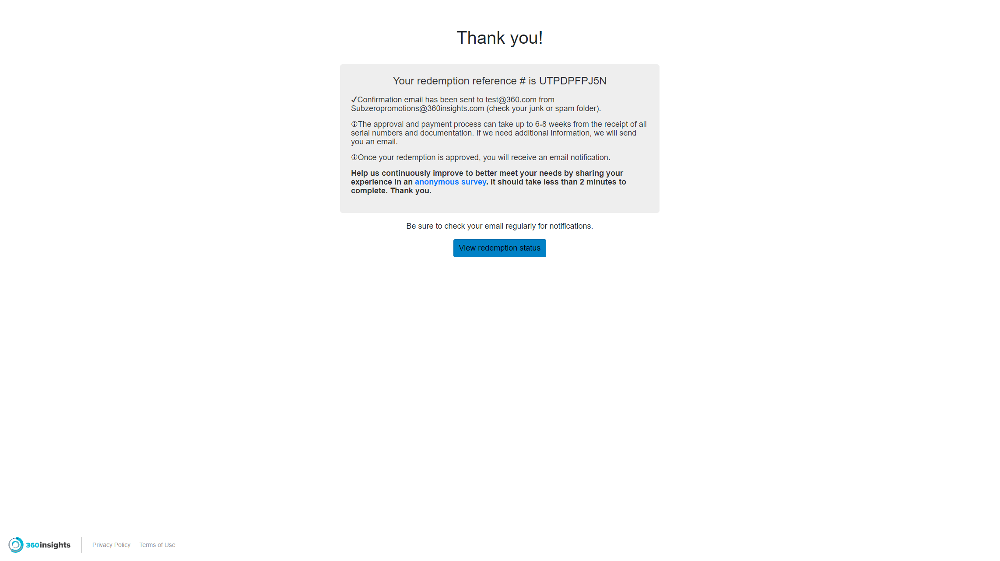 Thank you!
Your redemption reference # is UTPDPFPJ5N
✓Confirmation email has been sent to test@360.com from
Subzeropromotions@360insights.com (check your junk or spam folder).
ⓘThe approval and payment process can take up to 6-8 weeks from the receipt of all
serial numbers and documentation. If we need additional information, we will send
you an email.
ⓘOnce your redemption is approved, you will receive an email notification.
Help us continuously improve to better meet your needs by sharing your
experience in an anonymous survey. It should take less than 2 minutes to
complete. Thank you.
Be sure to check your email regularly for notifications.
View redemption status
360insights
Privacy Policy Terms of Use